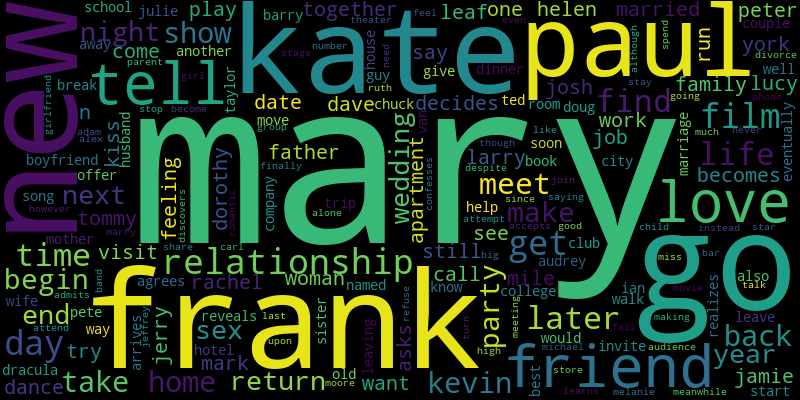 school
julie
play
barry
theater
together
feel
leaf
one
helen
married
peter
new
night
show
kate
paul
away
another
number
house
say
even
couple
york
run
come
guy
need
although
spend
divorce
stage
break
parent
tell
girl
ruth
give
dinner
josh
find
family
stay
well
lucy
girlfriend
n
taylor
date
dave
chuck
decides
ted
room
doug
going
phone
film
adam
alex
kiss
stop
become
move
group
mary
van
like
work
job
much
never
husband
boyfriend
father
wedding
though
soon
larry
book
city
marriage
life
eventually
offer
feeling
dorothy
finally
despite
meet
join
becomes
song
next
company
trip
apartment
since
saying
love
however
tommy
discovers
romantic
alone
help
make
accepts
good
child
instead
star
mother
marry
share
carl
confesses
see
attempt
go
bar
time
visit
relationship
still
big
get
club
miss
also
band
agrees
woman
call
audrey
talk
begin
rachel
named
know
party
mile
ian
movie
realizes
wife
admits
frank
refuse
college
walk
leave
end
pete
reveals
last
sister
later
making
fall
back
way
arrives
jeffrey
sex
upon
asks
turn
meeting
would
audience
day
attend
try
jerry
hotel
leaving
high
michael
invite
year
dracula
mark
friend
dance
take
home
return
old
moore
want
kevin
best
store
learns
melanie
meanwhile
jamie
start